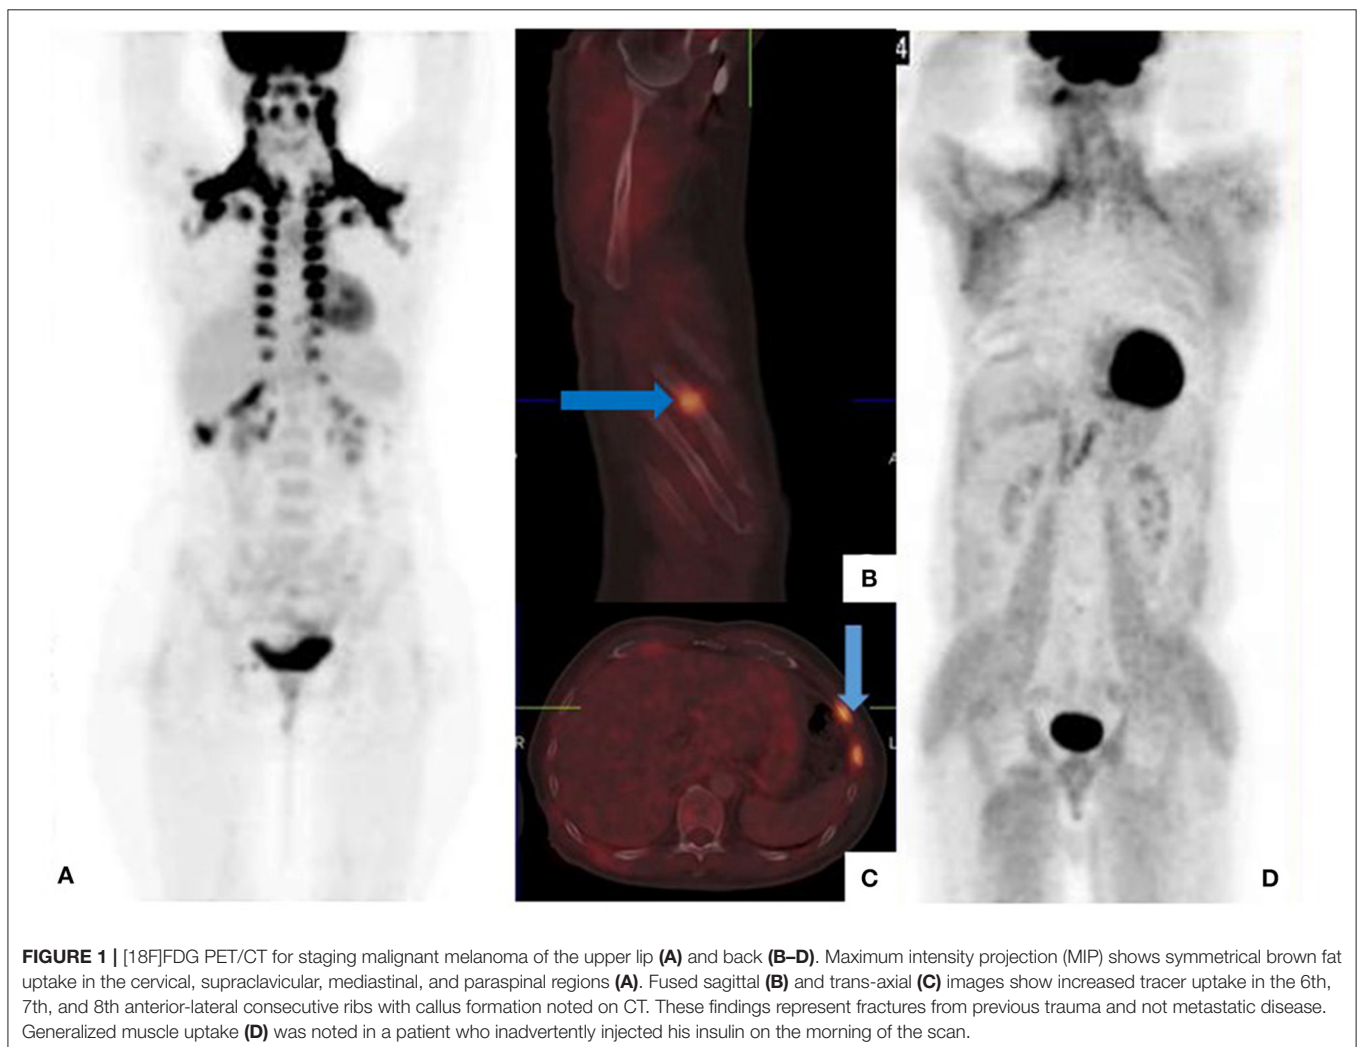 4
A
B
R
L
A
C
D
FIGURE 1 | [18F]FDG PET/CT for staging malignant melanoma of the upper lip (A) and back (B–D). Maximum intensity projection (MIP) shows symmetrical brown fat
uptake in the cervical, supraclavicular, mediastinal, and paraspinal regions (A). Fused sagittal (B) and trans-axial (C) images show increased tracer uptake in the 6th,
7th, and 8th anterior-lateral consecutive ribs with callus formation noted on CT. These findings represent fractures from previous trauma and not metastatic disease.
Generalized muscle uptake (D) was noted in a patient who inadvertently injected his insulin on the morning of the scan.